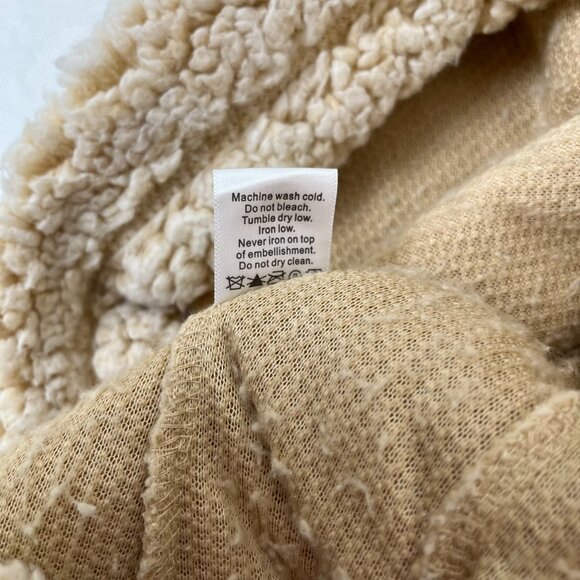 Machine wash cold.
Do not bleach.
Tumble dry low.
Iron low.
Never iron on top
of embellishment.
Do not dry clean.